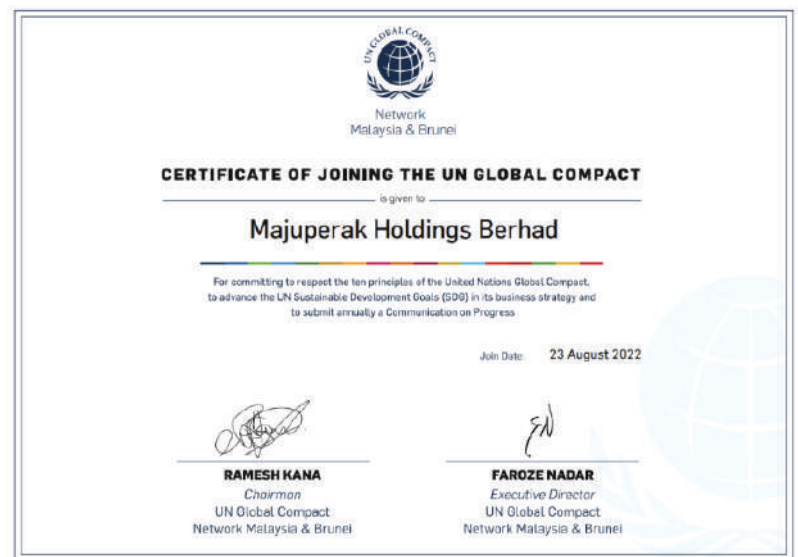 UN GLOBAL COMPACT
Network
Malaysia & Brunei
CERTIFICATE OF JOINING THE UN GLOBAL COMPACT
is given to
Majuperak Holdings Berhad
For committing to respect the ten principles of the United Nations Global Compact,
to advance the UN Sustainable Development Goals (SDG) in its business strategy and
to submit annually a Communication on Progress
Join Date: 23 August 2022
RAMESH KANA
Chairman
UN Global Compact
Network Malaysia & Brunei
FAROZE NADAR
Executive Director
UN Global Compact
Network Malaysia & Brunei